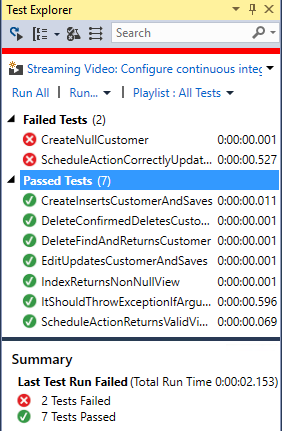 Test Explorer
Search
Streaming Video: Configure continuous integ
Run All | Run... | Playlist : All Tests
Failed Tests (2)
CreateNullCustomer 0:00:00.001
ScheduleActionCorrectlyUpdat... 0:00:00.527
Passed Tests (7)
CreateInsertsCustomerAndSaves 0:00:00.011
DeleteConfirmedDeletesCusto... 0:00:00.001
DeleteFindAndReturnsCustomer 0:00:00.001
EditUpdatesCustomerAndSaves 0:00:00.001
IndexReturnsNonNullView 0:00:00.001
ItShouldThrowExceptionIfArgu... 0:00:00.596
ScheduleActionReturnsValidVi... 0:00:00.069
Summary
Last Test Run Failed (Total Run Time 0:00:02.153)
2 Tests Failed
7 Tests Passed